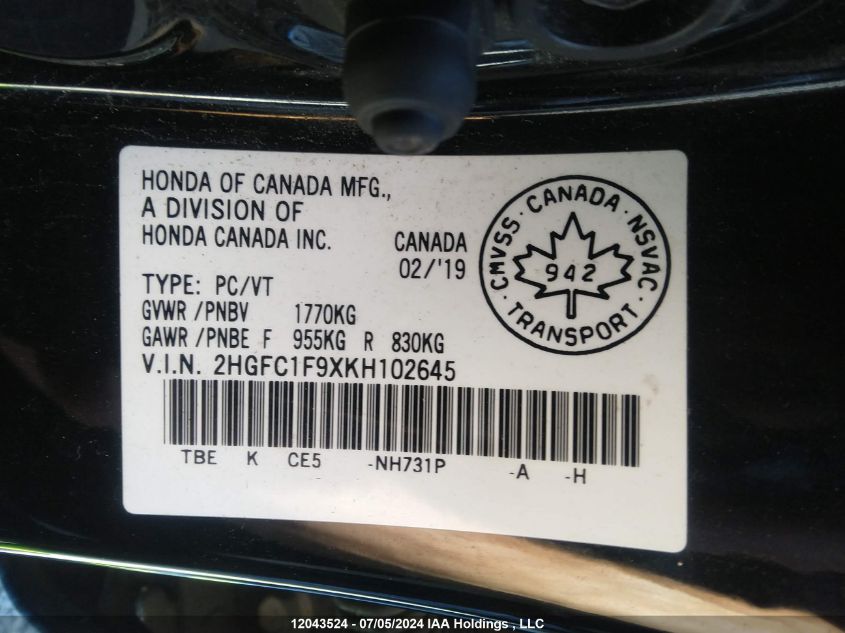 HONDA OF CANADA MFG.,
A DIVISION OF
HONDA CANADA INC.
CANADA
02/'19
TYPE: PC/VT
GVWR /PNBV 1770KG
GAWR /PNBE F 955KG R 830KG
V.I.N. 2HGFC1F9XKH102645
TBE K CE5 -NH731P -A -H
CMVSS · CANADA · NSVAC
942
· TRANSPORT ·
12043524 - 07/05/2024 IAA Holdings , LLC